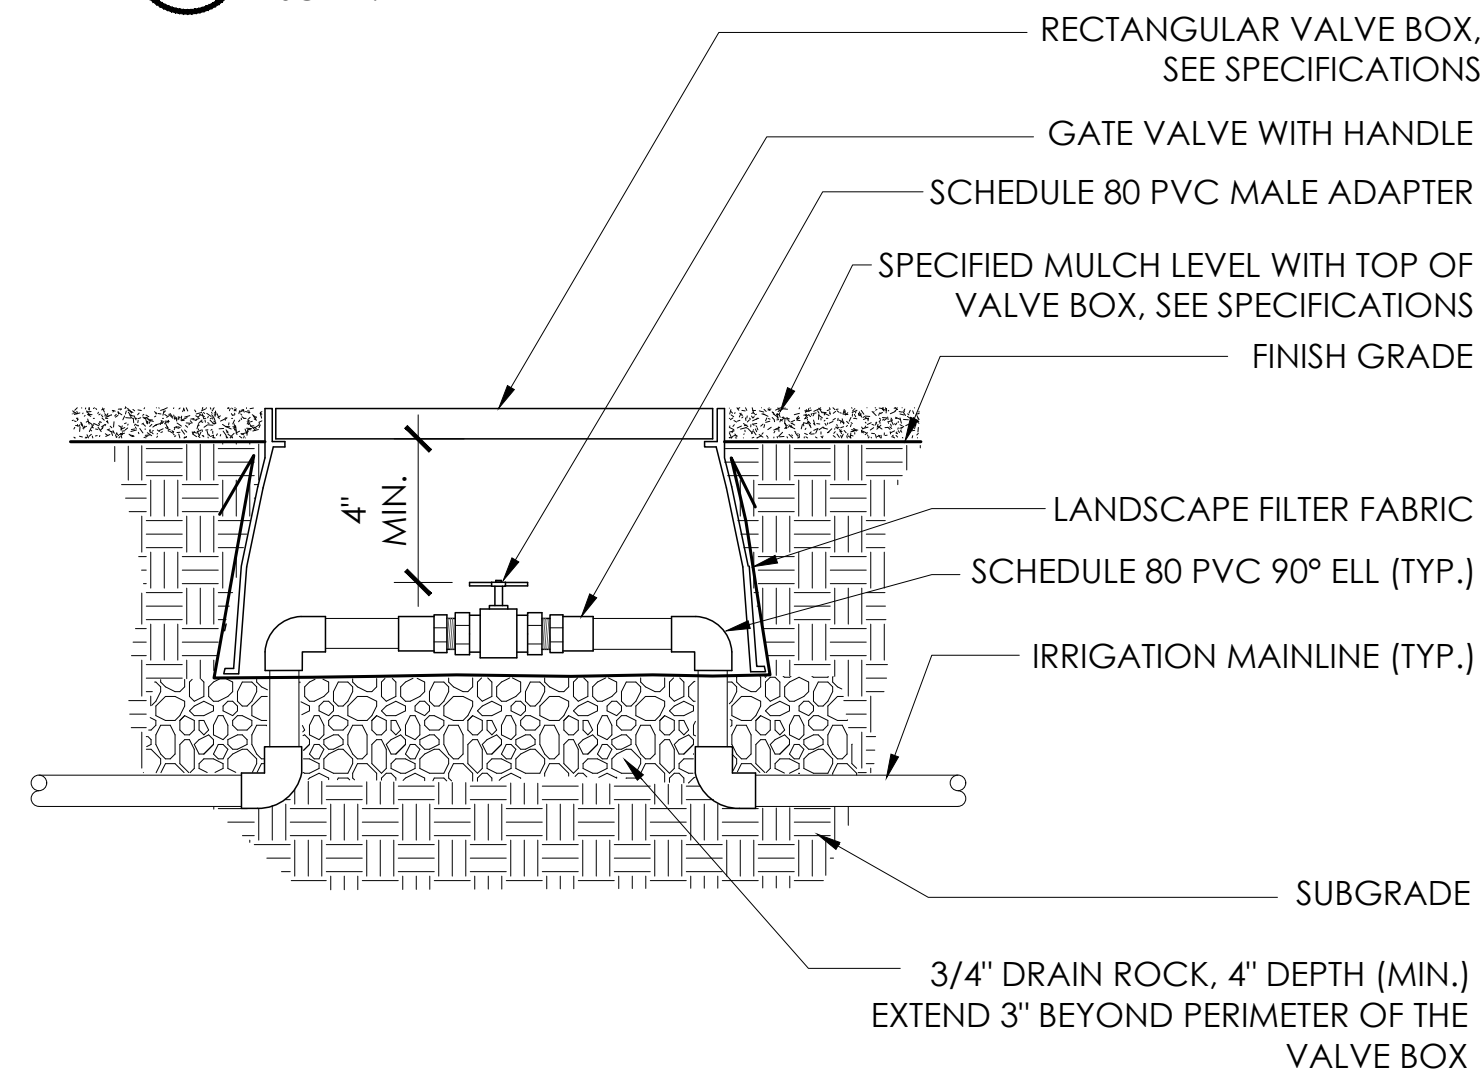 RECTANGULAR VALVE BOX,
SEE SPECIFICATIONS
GATE VALVE WITH HANDLE
SCHEDULE 80 PVC MALE ADAPTER
SPECIFIED MULCH LEVEL WITH TOP OF
VALVE BOX, SEE SPECIFICATIONS
FINISH GRADE
4"
MIN.
LANDSCAPE FILTER FABRIC
SCHEDULE 80 PVC 90° ELL (TYP.)
IRRIGATION MAINLINE (TYP.)
SUBGRADE
3/4" DRAIN ROCK, 4" DEPTH (MIN.)
EXTEND 3" BEYOND PERIMETER OF THE
VALVE BOX